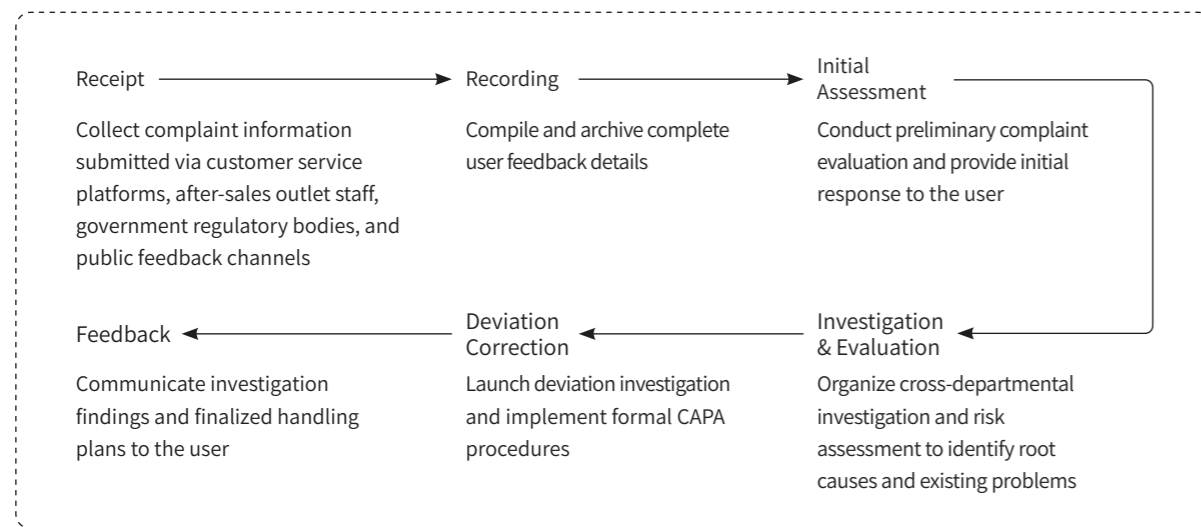 Receipt
Collect complaint information
submitted via customer service
platforms, after-sales outlet staff,
government regulatory bodies, and
public feedback channels
Recording
Compile and archive complete
user feedback details
Initial
Assessment
Conduct preliminary complaint
evaluation and provide initial
response to the user
Investigation
& Evaluation
Organize cross-departmental
investigation and risk
assessment to identify root
causes and existing problems
Deviation
Correction
Launch deviation investigation
and implement formal CAPA
procedures
Feedback
Communicate investigation
findings and finalized handling
plans to the user